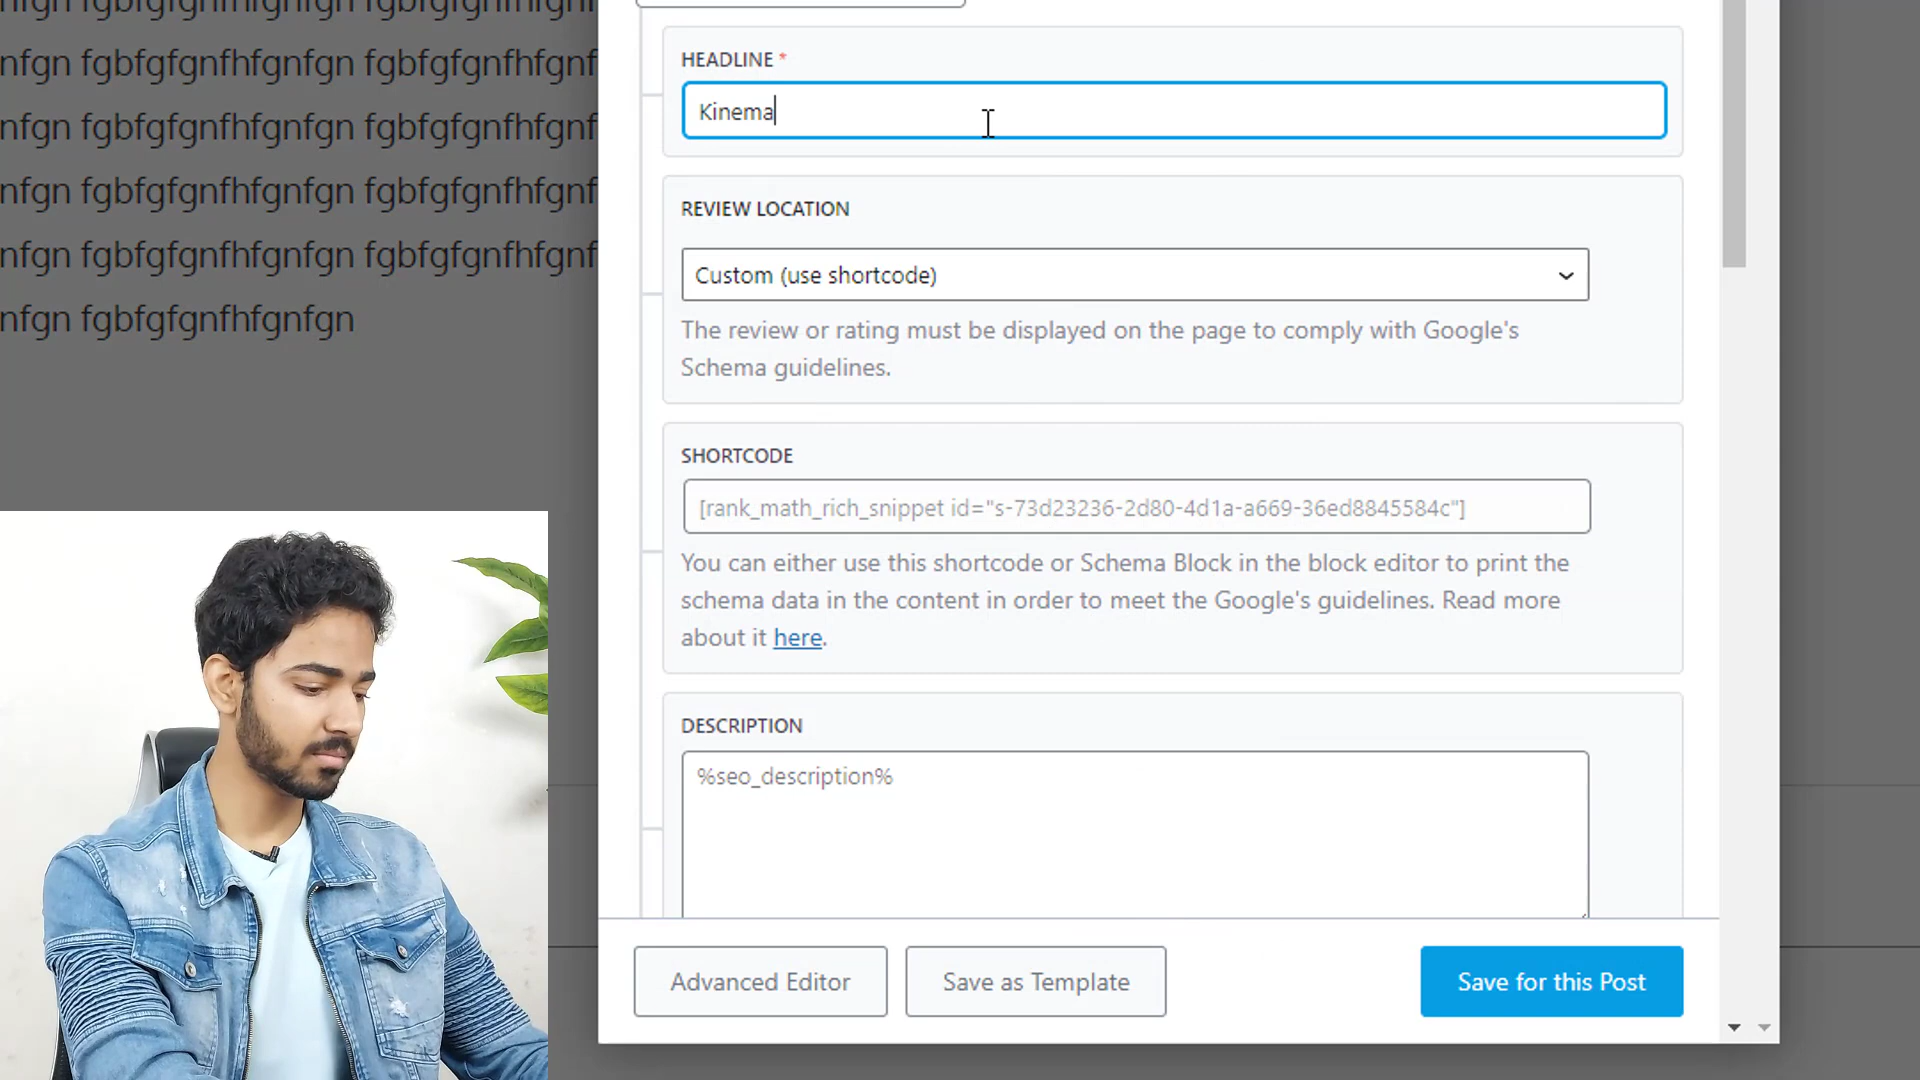 nfgn fgbfgfgnfhfgnfgn fgbfgfgnfhfgnf
nfgn fgbfgfgnfhfgnfgn fgbfgfgnfhfgnf
nfgn fgbfgfgnfhfgnfgn fgbfgfgnfhfgnf
nfgn fgbfgfgnfhfgnfgn fgbfgfgnfhfgnf
nfgn fgbfgfgnfhfgnfgn
HEADLINE *
Kinema
REVIEW LOCATION
Custom (use shortcode)
The review or rating must be displayed on the page to comply with Google's
Schema guidelines.
SHORTCODE
[rank_math_rich_snippet id="s-73d23236-2d80-4d1a-a669-36ed8845584c"]
You can either use this shortcode or Schema Block in the block editor to print the
schema data in the content in order to meet the Google's guidelines. Read more
about it here.
DESCRIPTION
%seo_description%
Advanced Editor
Save as Template
Save for this Post